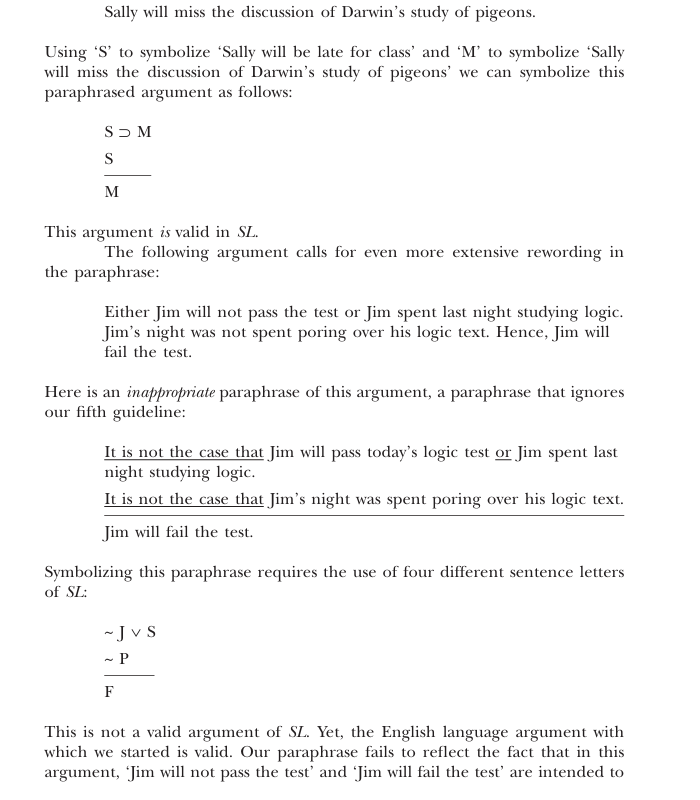 Sally will miss the discussion of Darwin's study of pigeons.
Using 'S' to symbolize 'Sally will be late for class' and 'M' to symbolize 'Sally
will miss the discussion of Darwin's study of pigeons' we can symbolize this
paraphrased argument as follows:
S ⊃ M
S
M
This argument is valid in SL.
The following argument calls for even more extensive rewording in
the paraphrase:
Either Jim will not pass the test or Jim spent last night studying logic.
Jim's night was not spent poring over his logic text. Hence, Jim will
fail the test.
Here is an inappropriate paraphrase of this argument, a paraphrase that ignores
our fifth guideline:
It is not the case that Jim will pass today's logic test or Jim spent last
night studying logic.
It is not the case that Jim's night was spent poring over his logic text.
Jim will fail the test.
Symbolizing this paraphrase requires the use of four different sentence letters
of SL:
~ J ∨ S
~ P
F
This is not a valid argument of SL. Yet, the English language argument with
which we started is valid. Our paraphrase fails to reflect the fact that in this
argument, 'Jim will not pass the test' and 'Jim will fail the test' are intended to